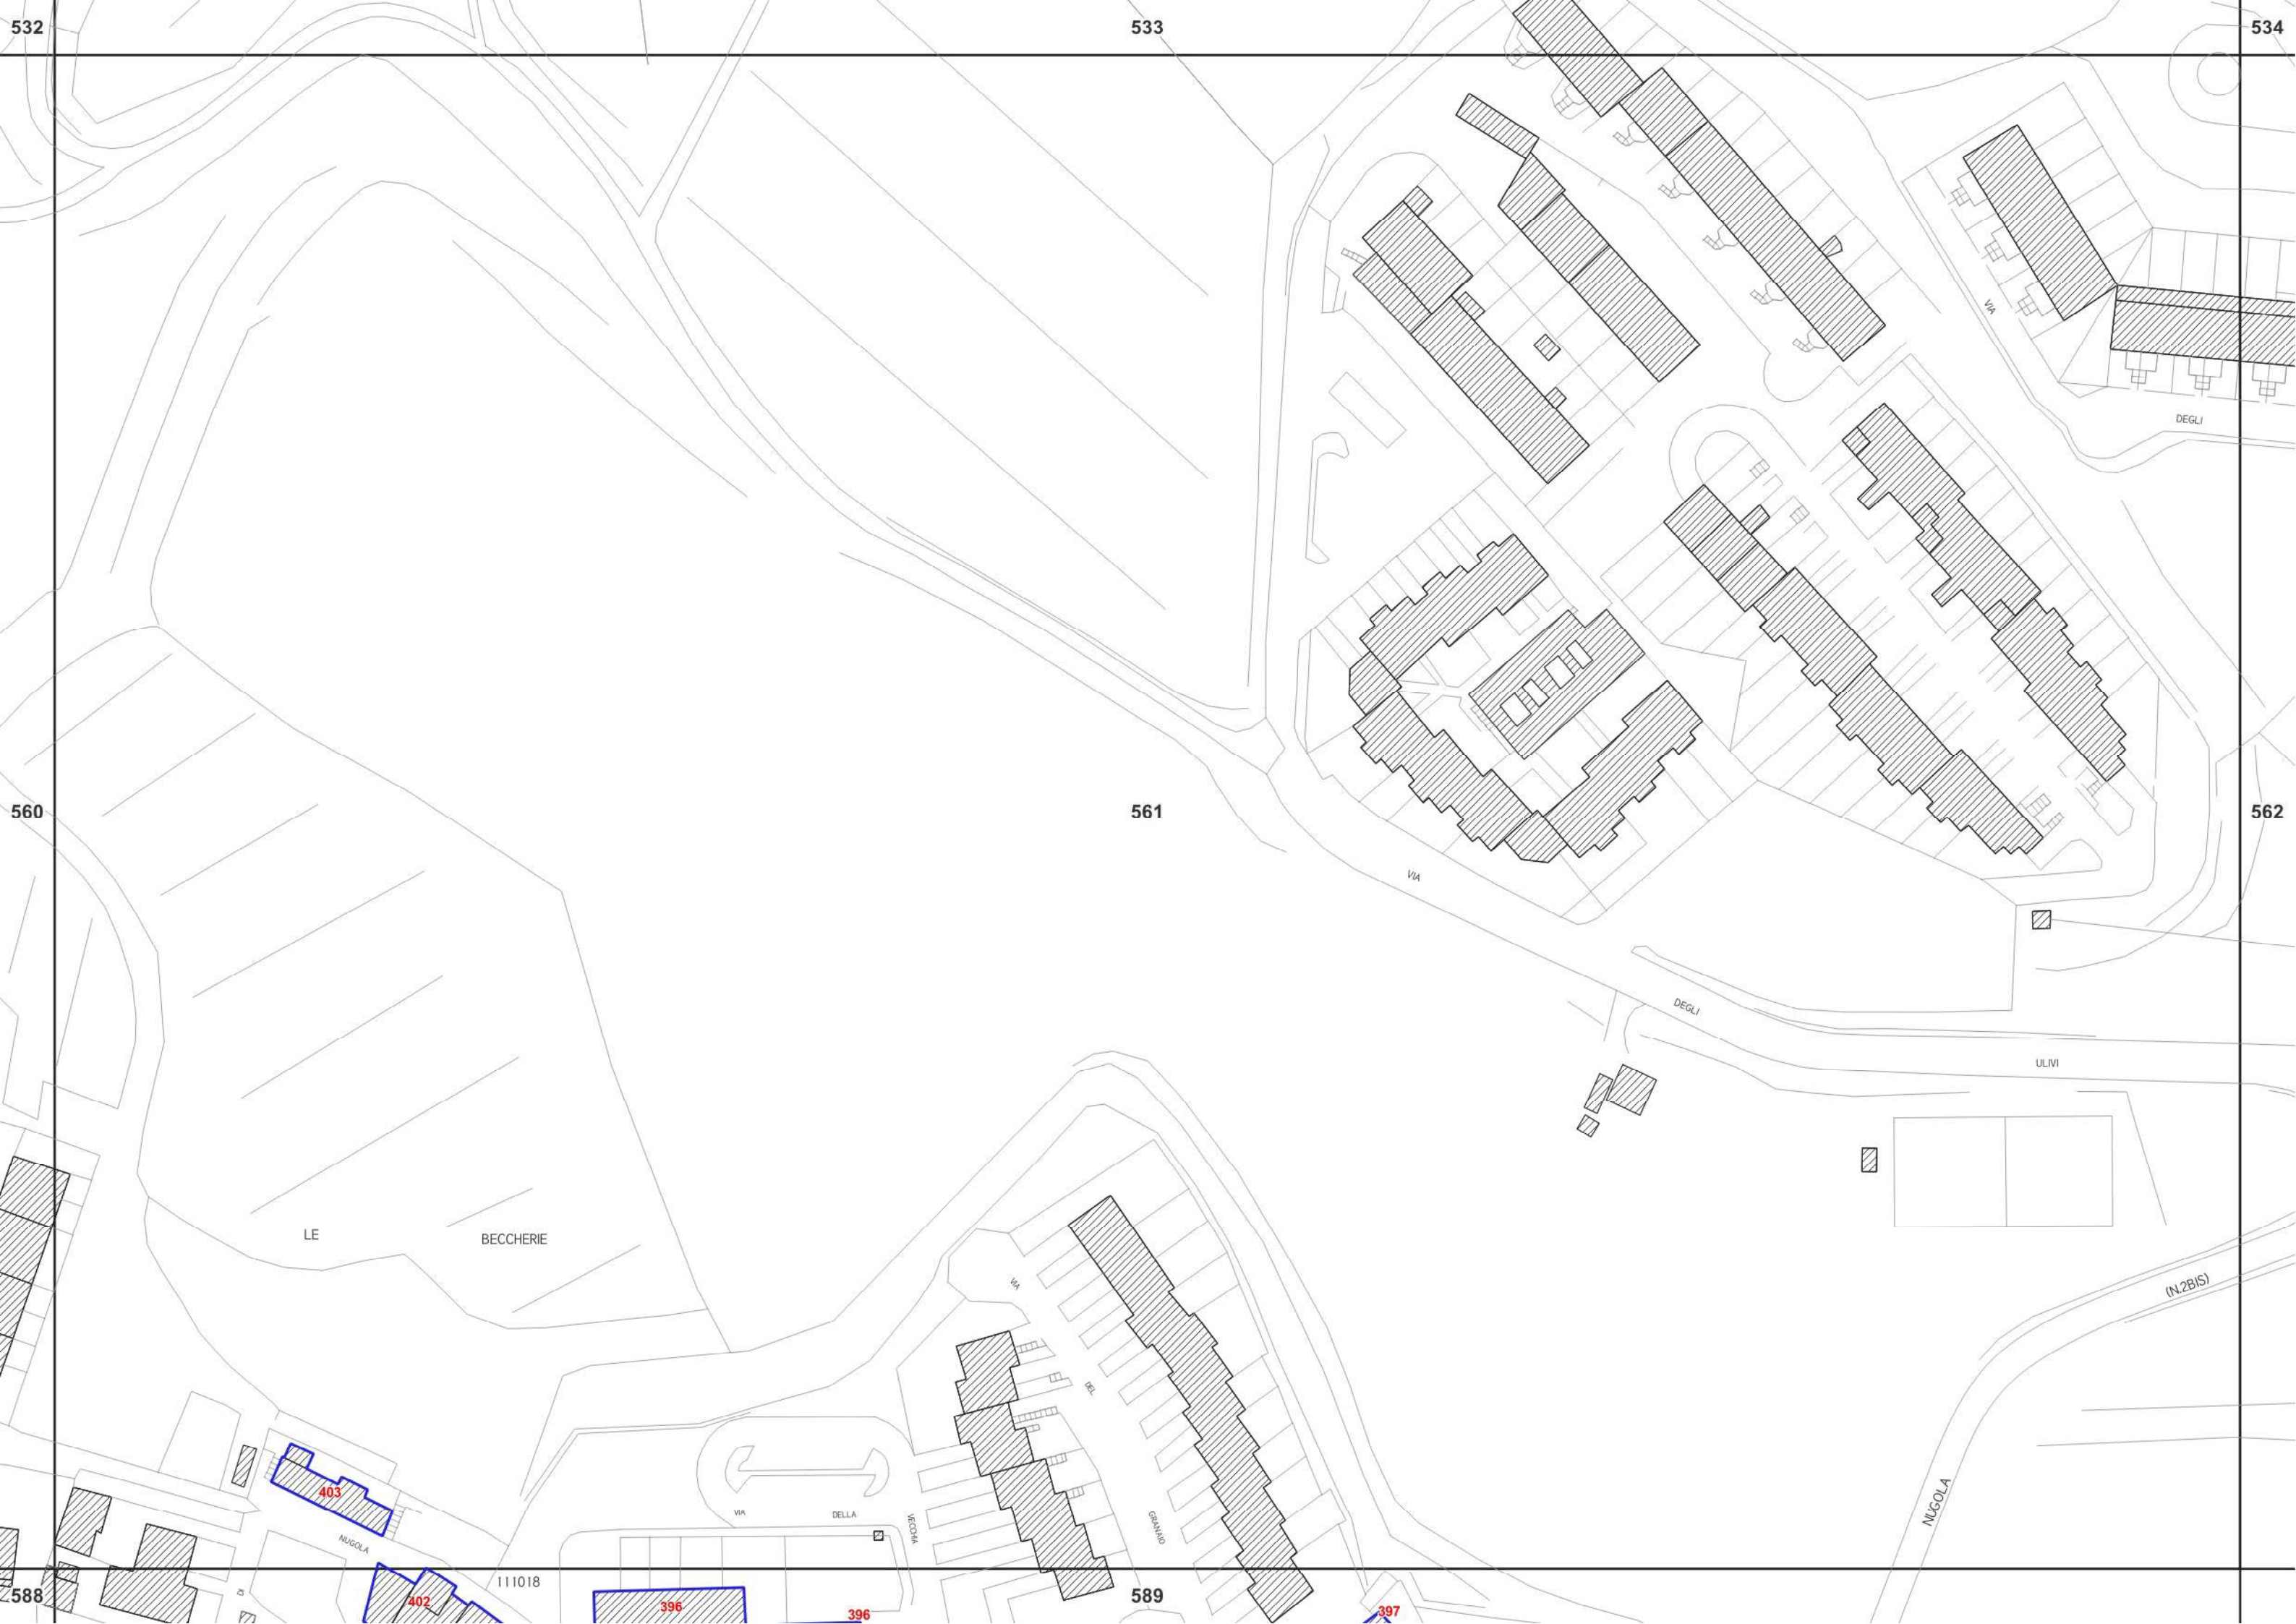 532
533
534
VIA
DEGLI
560
561
562
VIA
DEGLI
ULIVI
LE
BECCHERIE
VIA
(N.2BIS)
DEL
403
NUGOLA
NUGOLA
VIA
DELLA
VECCHIA
GRANAIO
111018
DI
588
589
402
396
396
397